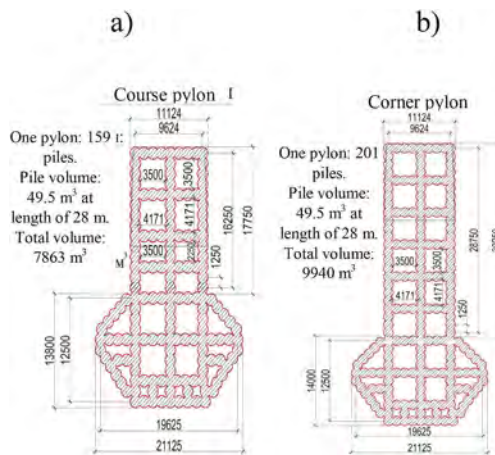 a)
b)
Course pylon I
11124
9624
One pylon: 159
piles.
Pile volume:
49.5 m³ at
length of 28 m.
Total volume:
7863 m³
M³
3500
3500
4171
4171
3500
2250
1250
16250
17750
13800
12500
19625
21125
Corner pylon
11124
9624
One pylon: 201
piles.
Pile volume:
49.5 m³ at
length of 28 m.
Total volume:
9940 m³
3500
3500
4171
4171
1250
28750
14000
12500
19625
21125